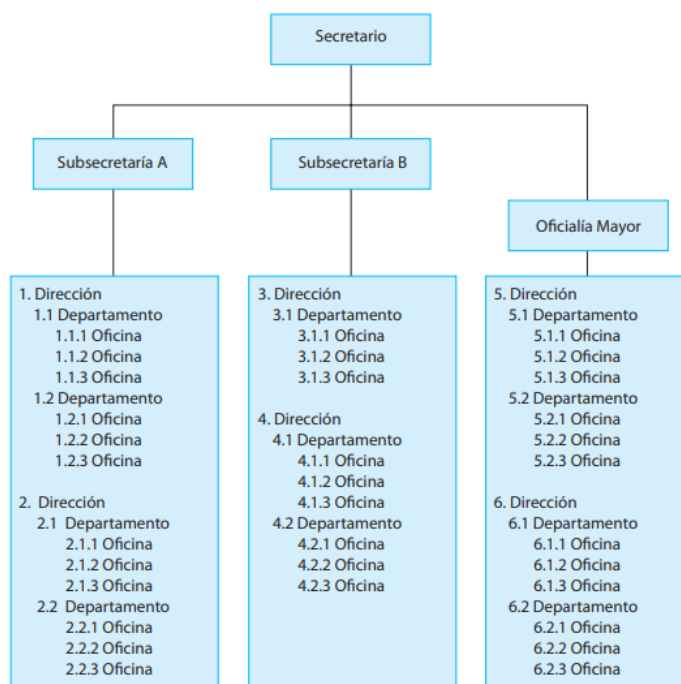 Secretario
Subsecretaría A
Subsecretaría B
Oficialía Mayor
1. Dirección
1.1 Departamento
1.1.1 Oficina
1.1.2 Oficina
1.1.3 Oficina
1.2 Departamento
1.2.1 Oficina
1.2.2 Oficina
1.2.3 Oficina
2. Dirección
2.1 Departamento
2.1.1 Oficina
2.1.2 Oficina
2.1.3 Oficina
2.2 Departamento
2.2.1 Oficina
2.2.2 Oficina
2.2.3 Oficina
3. Dirección
3.1 Departamento
3.1.1 Oficina
3.1.2 Oficina
3.1.3 Oficina
4. Dirección
4.1 Departamento
4.1.1 Oficina
4.1.2 Oficina
4.1.3 Oficina
4.2 Departamento
4.2.1 Oficina
4.2.2 Oficina
4.2.3 Oficina
5. Dirección
5.1 Departamento
5.1.1 Oficina
5.1.2 Oficina
5.1.3 Oficina
5.2 Departamento
5.2.1 Oficina
5.2.2 Oficina
5.2.3 Oficina
6. Dirección
6.1 Departamento
6.1.1 Oficina
6.1.2 Oficina
6.1.3 Oficina
6.2 Departamento
6.2.1 Oficina
6.2.2 Oficina
6.2.3 Oficina